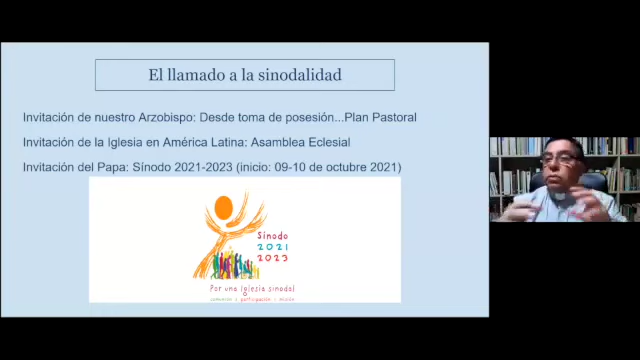 El llamado a la sinodalidad
Invitación de nuestro Arzobispo: Desde toma de posesión...Plan Pastoral
Invitación de la Iglesia en América Latina: Asamblea Eclesial
Invitación del Papa: Sínodo 2021-2023 (inicio: 09-10 de octubre 2021)
Sínodo
2021
2023
Por una Iglesia sinodal
comunión | participación | misión